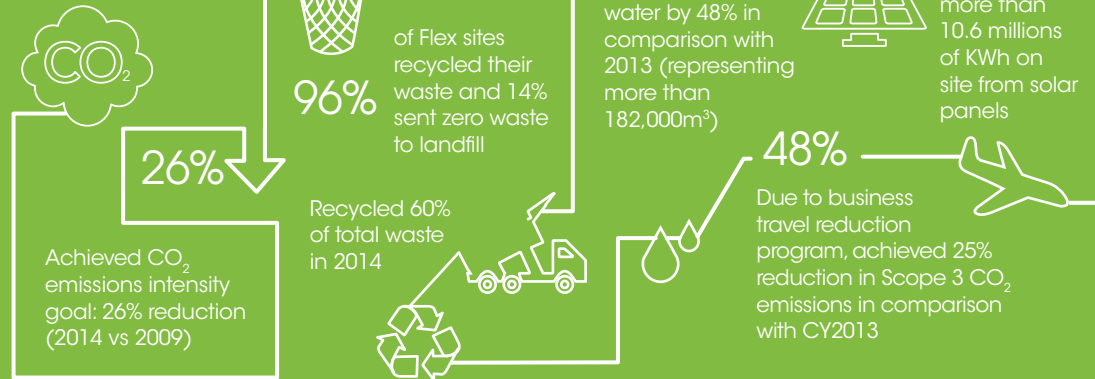 CO2
26%
Achieved CO2
emissions intensity
goal: 26% reduction
(2014 vs 2009)
96%
of Flex sites
recycled their
waste and 14%
sent zero waste
to landfill
Recycled 60%
of total waste
in 2014
water by 48% in
comparison with
2013 (representing
more than
182,000m³)
48%
more than
10.6 millions
of KWh on
site from solar
panels
Due to business
travel reduction
program, achieved 25%
reduction in Scope 3 CO2
emissions in comparison
with CY2013